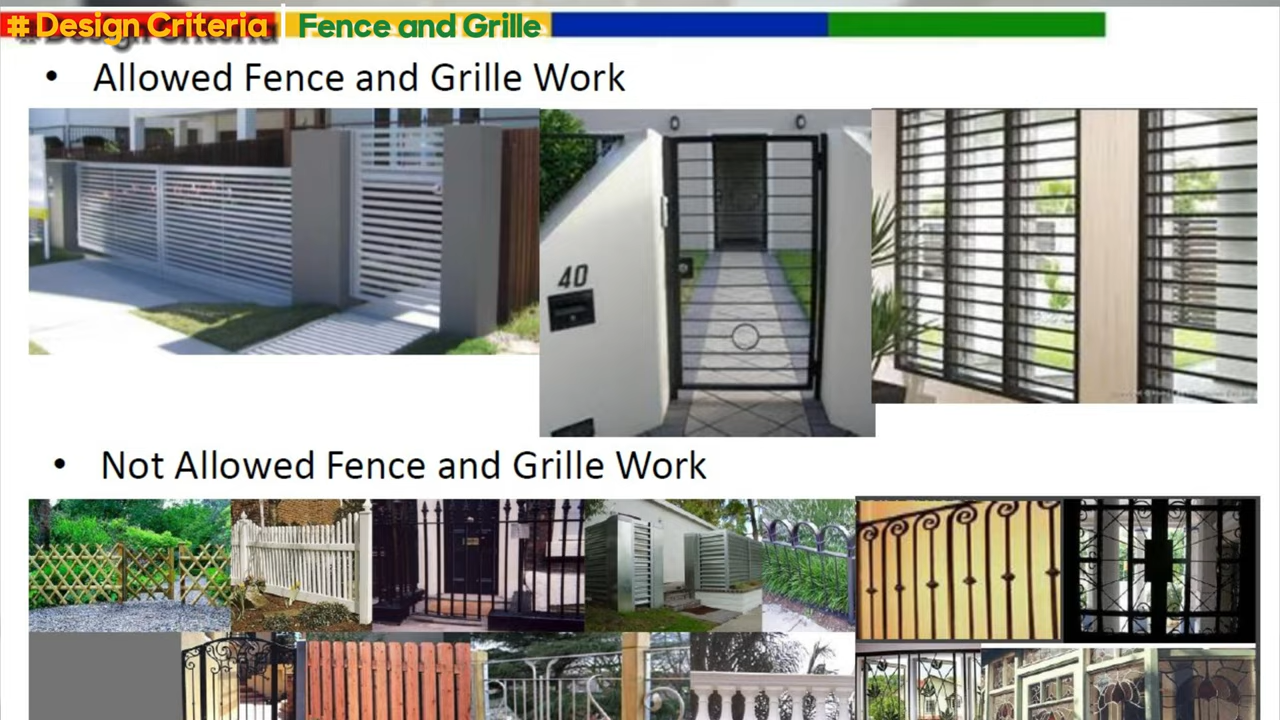 # Design Criteria Fence and Grille
• Allowed Fence and Grille Work
40
• Not Allowed Fence and Grille Work